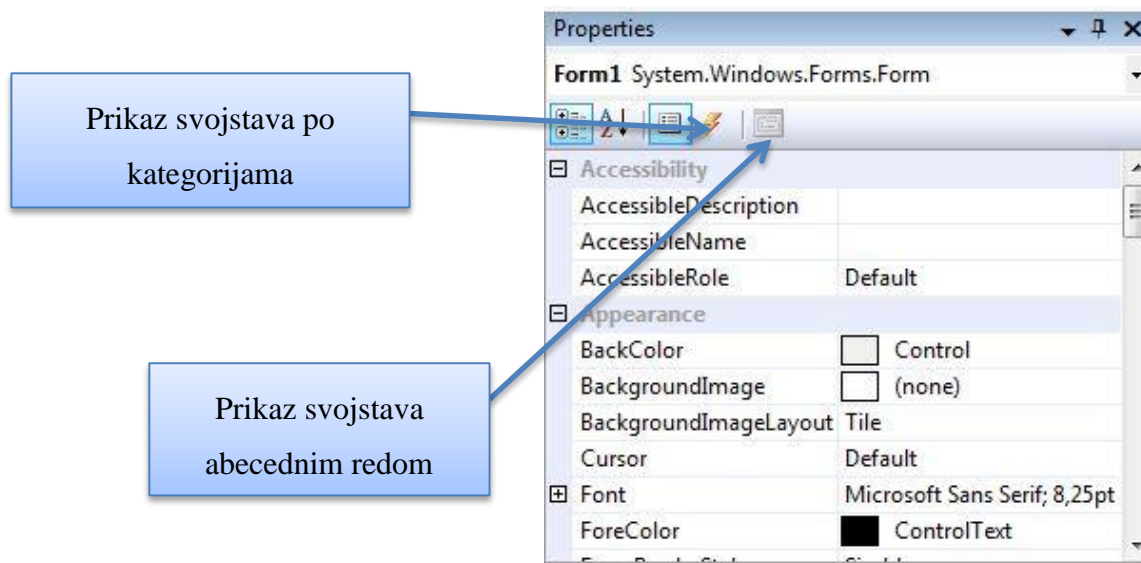 Properties
Form1 System.Windows.Forms.Form
Prikaz svojstava po
kategorijama
Accessibility
AccessibleDescription
AccessibleName
AccessibleRole Default
Appearance
BackColor Control
BackgroundImage (none)
BackgroundImageLayout Tile
Cursor Default
Font Microsoft Sans Serif; 8,25pt
ForeColor ControlText
Prikaz svojstava
abecednim redom